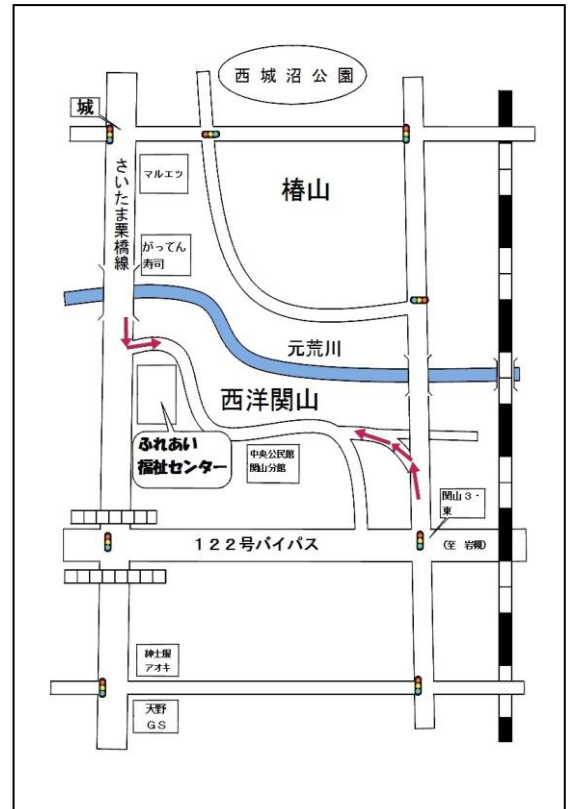 西城沼公園
城
さいたま栗橋線
マルエツ
椿山
がってん
寿司
元荒川
西洋関山
ふれあい
福祉センター
中央公民館
関山分館
関山３・
東
１２２号バイパス
(至 岩槻)
紳士服
アオキ
天野
ＧＳ